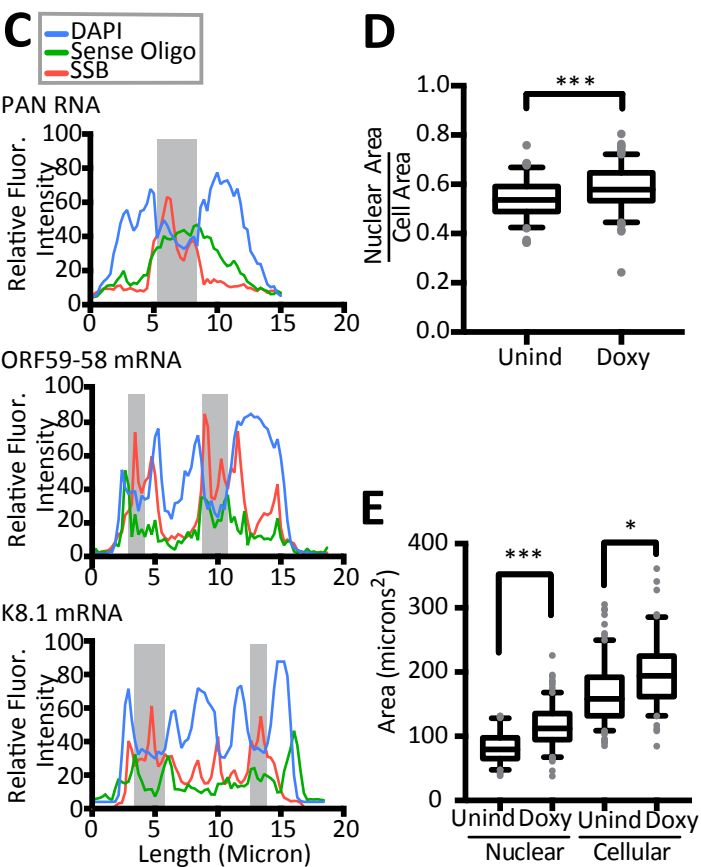 C
DAPI
Sense Oligo
SSB
PAN RNA
Relative Fluor.
Intensity
100
80
60
40
20
0
0 5 10 15 20
ORF59-58 mRNA
Relative Fluor.
Intensity
100
80
60
40
20
0
0 5 10 15 20
K8.1 mRNA
Relative Fluor.
Intensity
100
80
60
40
20
0
0 5 10 15 20
Length (Micron)
D
Nuclear Area
Cell Area
1.0
0.8
0.6
0.4
0.2
0.0
***
Unind Doxy
E
Area (microns²)
400
300
200
100
0
***
*
Unind Doxy Unind Doxy
Nuclear Cellular